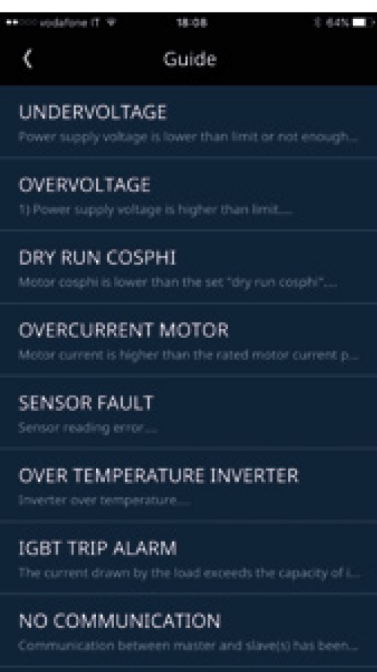 vodafone IT 18:08 64%
Guide
UNDERVOLTAGE
Power supply voltage is lower than limit or not enough...
OVERVOLTAGE
1) Power supply voltage is higher than limit....
DRY RUN COSPHI
Motor cosphi is lower than the set "dry run cosphi"....
OVERCURRENT MOTOR
Motor current is higher than the rated motor current p...
SENSOR FAULT
Sensor reading error....
OVER TEMPERATURE INVERTER
Inverter over temperature....
IGBT TRIP ALARM
The current drawn by the load exceeds the capacity of i...
NO COMMUNICATION
Communication between master and slave(s) has been...